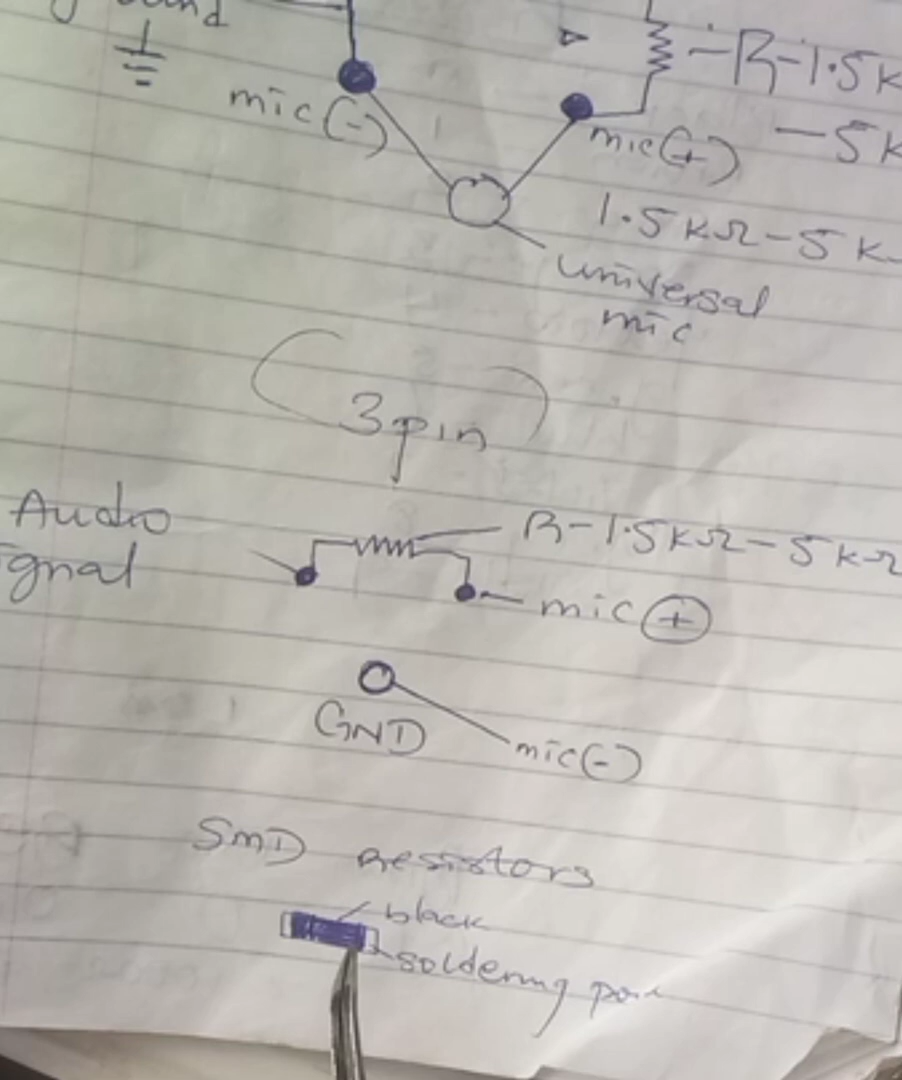 mic(-)
R-1.5K
mic(+)
-5K
1.5KΩ-5K
universal
mic
(3pin)
Audio
R-1.5KΩ-5KΩ
gnal
mic (+)
GND
mic(-)
SMD Resistors
black
soldering